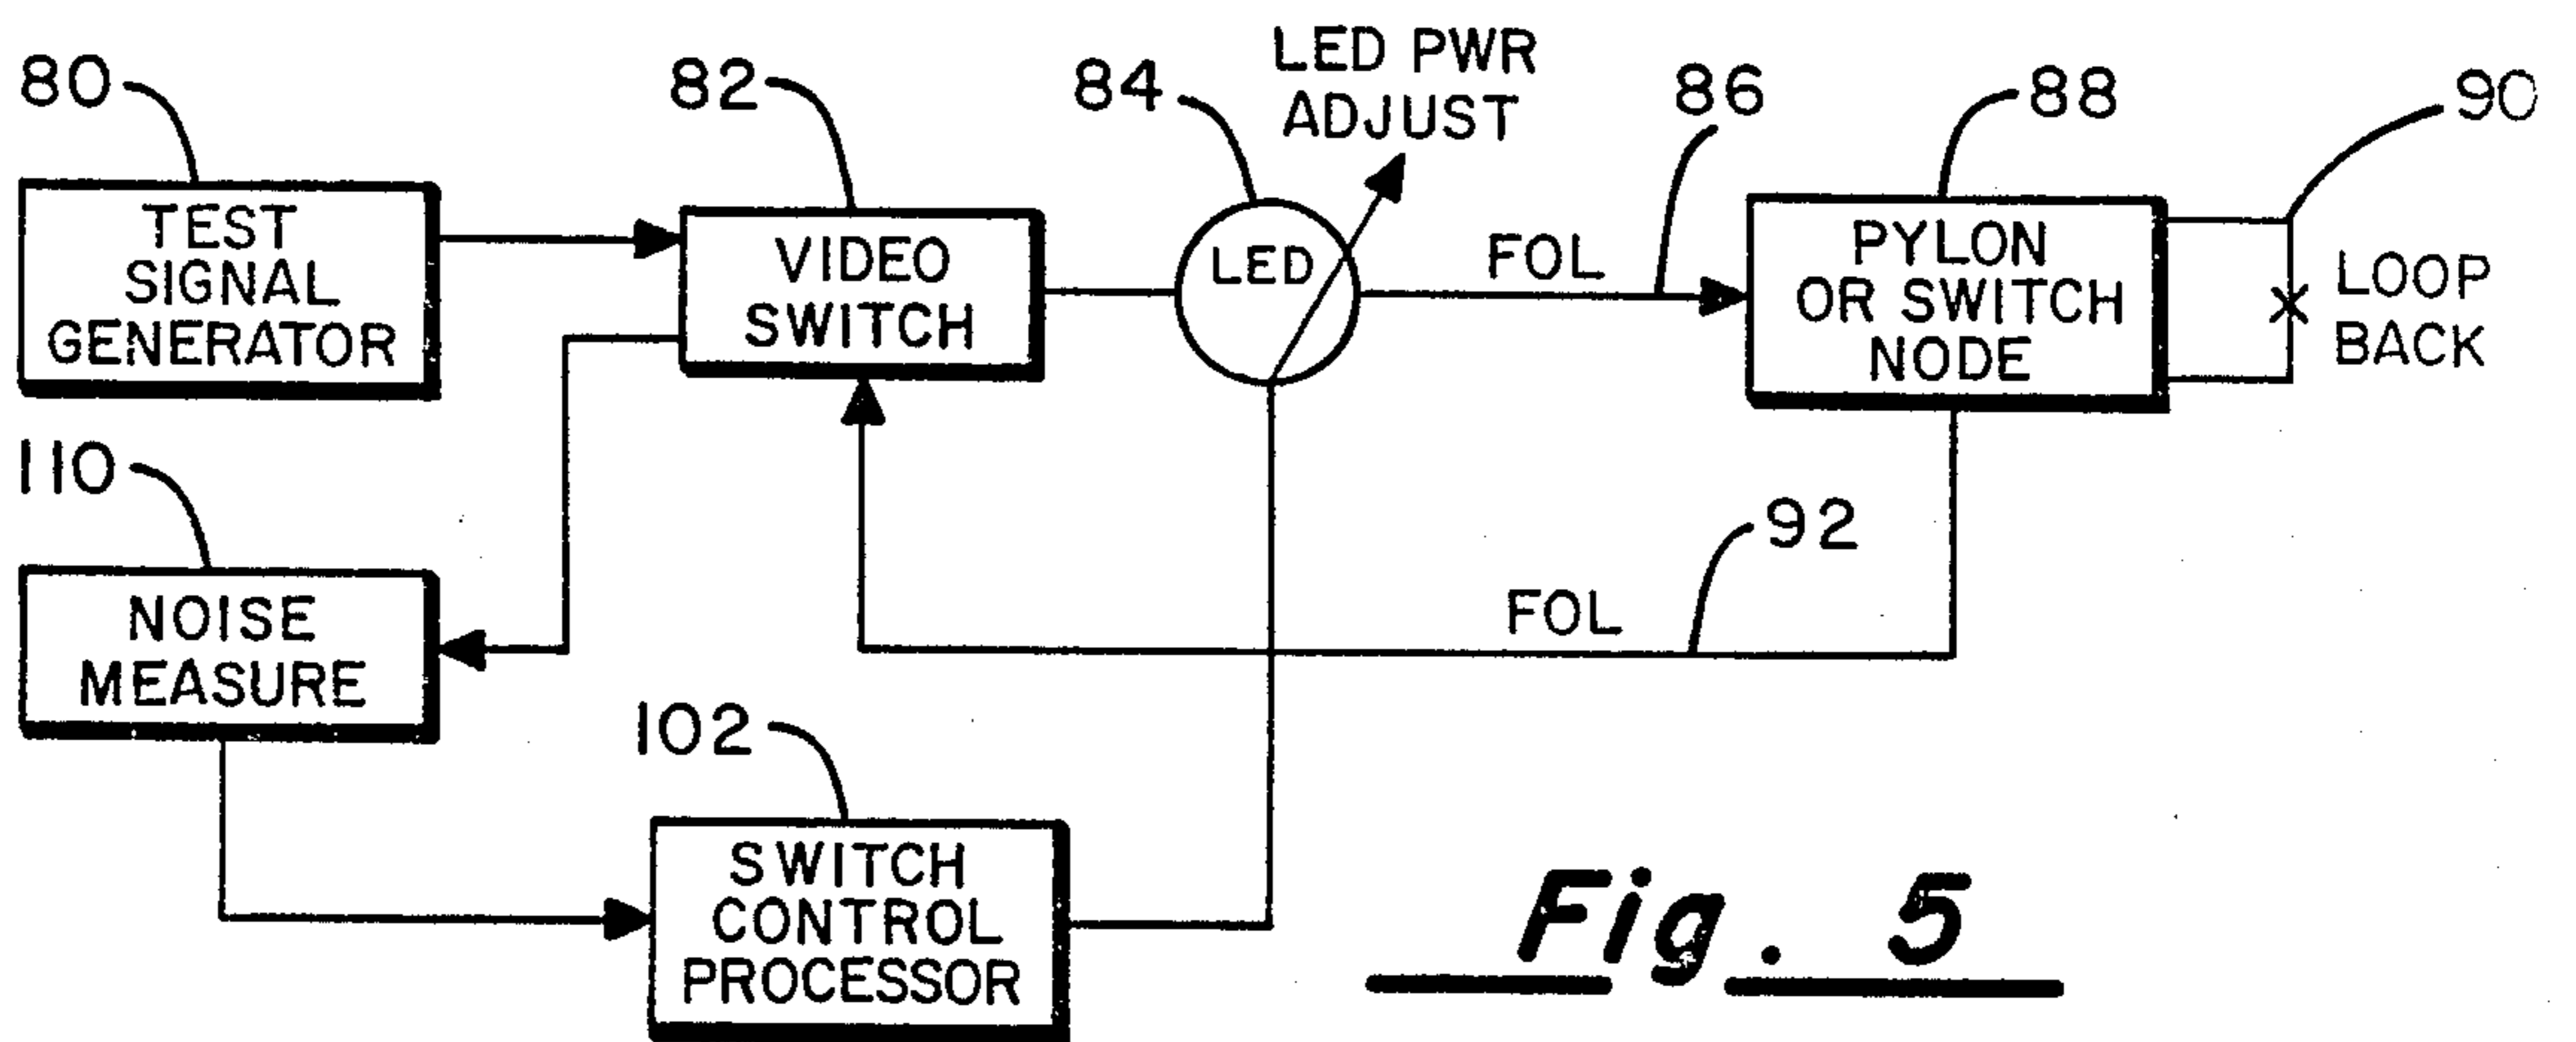 80
82
84
LED PWR
ADJUST
86
88
90
TEST
SIGNAL
GENERATOR
VIDEO
SWITCH
LED
FOL
PYLON
OR SWITCH
NODE
LOOP
BACK
110
NOISE
MEASURE
92
FOL
102
SWITCH
CONTROL
PROCESSOR
Fig. 5